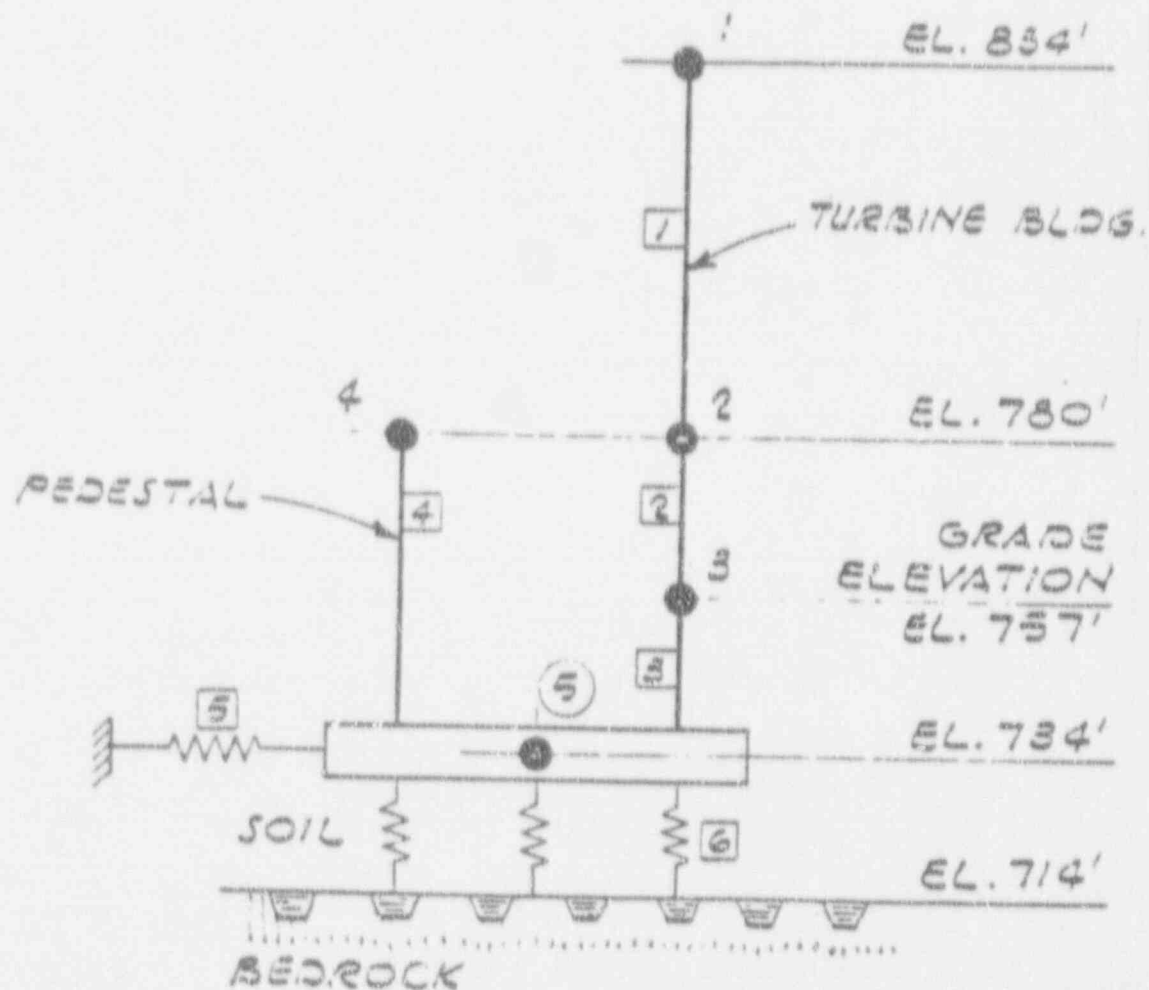 1
EL. 834'
1
TURBINE BLDG.
4
2
EL. 780'
PEDESTAL
4
2
GRADE
3
ELEVATION
EL. 757'
3
5
5
EL. 734'
SOIL
6
EL. 714'
BEDROCK